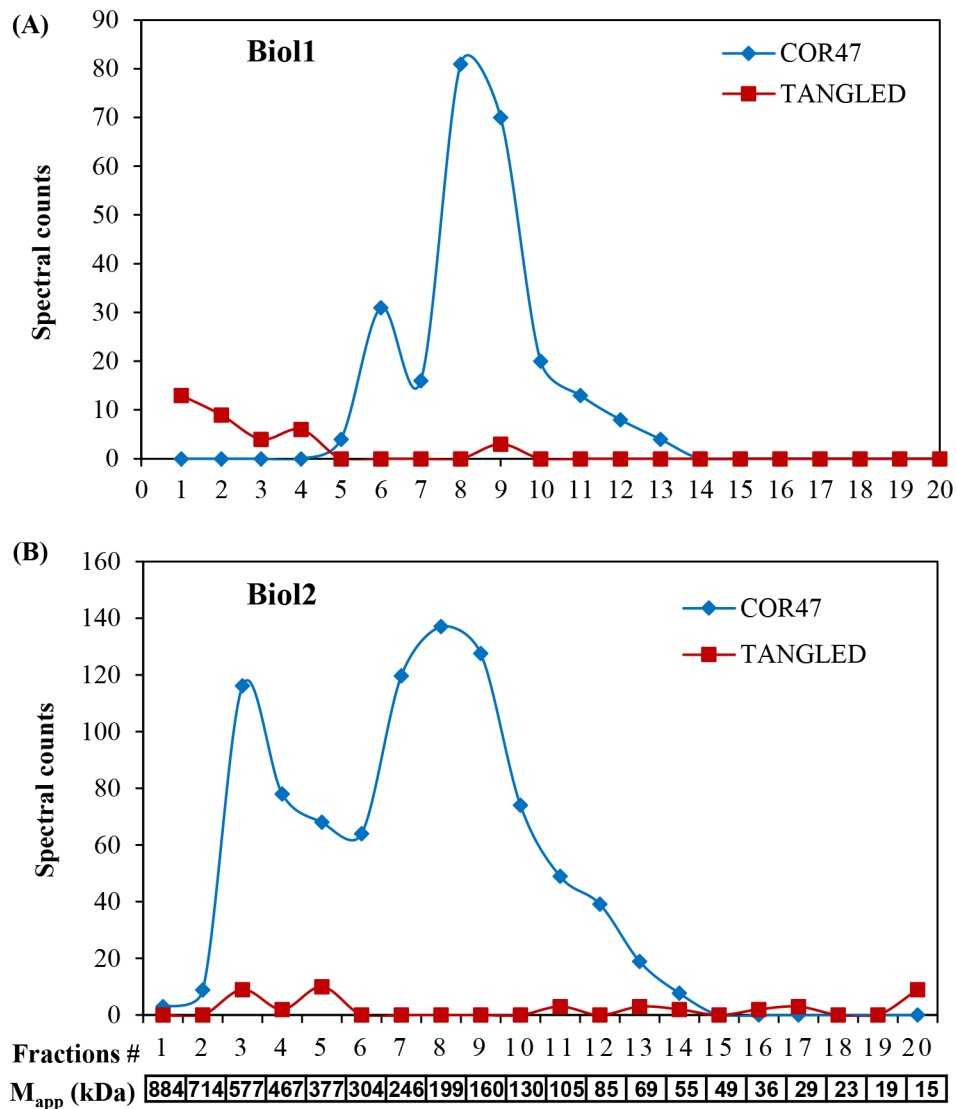 (A)
Biol1
COR47
TANGLED
Spectral counts
90
80
70
60
50
40
30
20
10
0
0 1 2 3 4 5 6 7 8 9 10 11 12 13 14 15 16 17 18 19 20
(B)
Biol2
COR47
TANGLED
Spectral counts
160
140
120
100
80
60
40
20
0
Fractions # 1 2 3 4 5 6 7 8 9 10 11 12 13 14 15 16 17 18 19 20
Mapp (kDa) 884 714 577 467 377 304 246 199 160 130 105 85 69 55 49 36 29 23 19 15